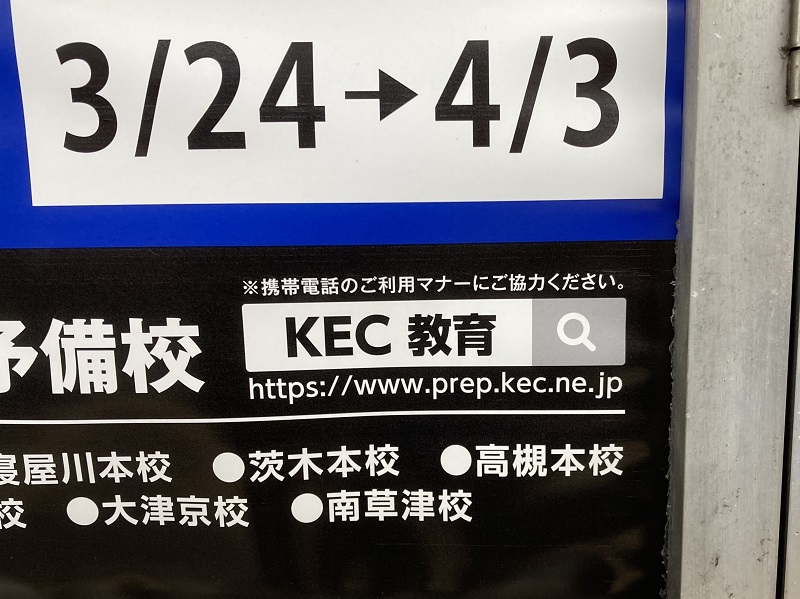 3/24→4/3
※携帯電話のご利用マナーにご協力ください。
予備校
KEC 教育
https://www.prep.kec.ne.jp
寝屋川本校 ●茨木本校 ●高槻本校
校 ●大津京校 ●南草津校